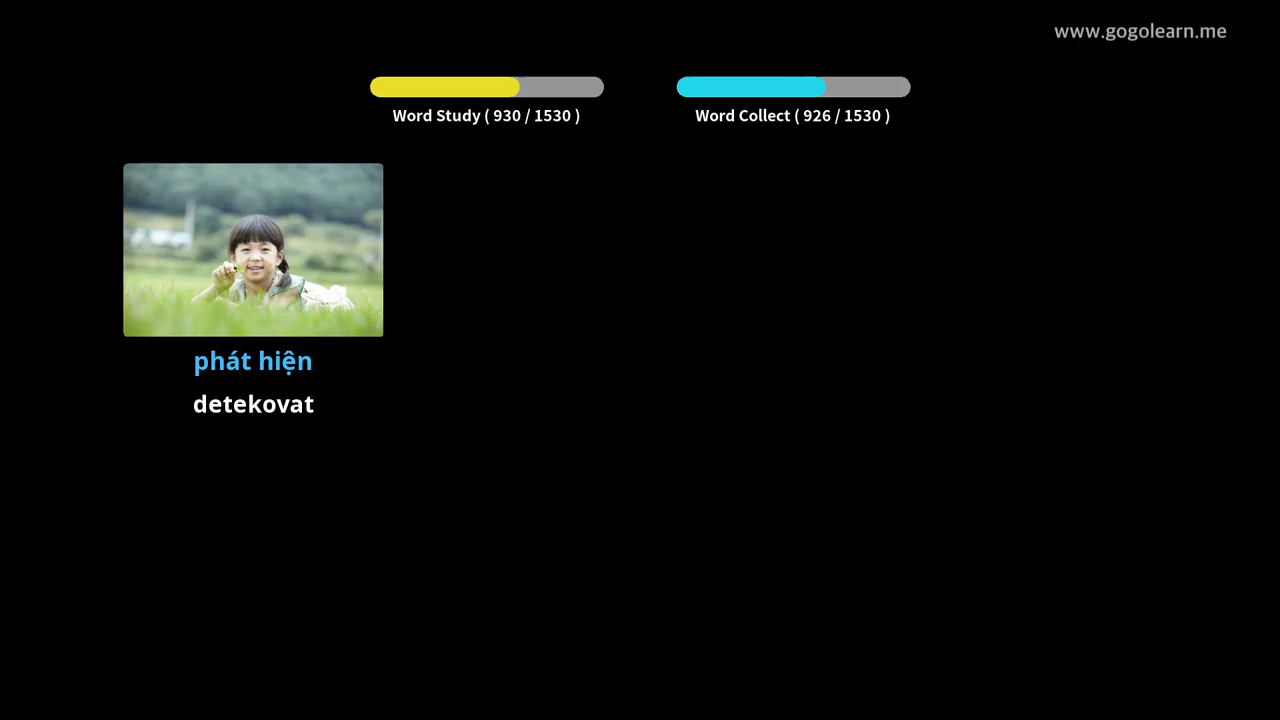 www.gogolearn.me
Word Study ( 930 / 1530 )
Word Collect ( 926 / 1530 )
phát hiện
detekovat